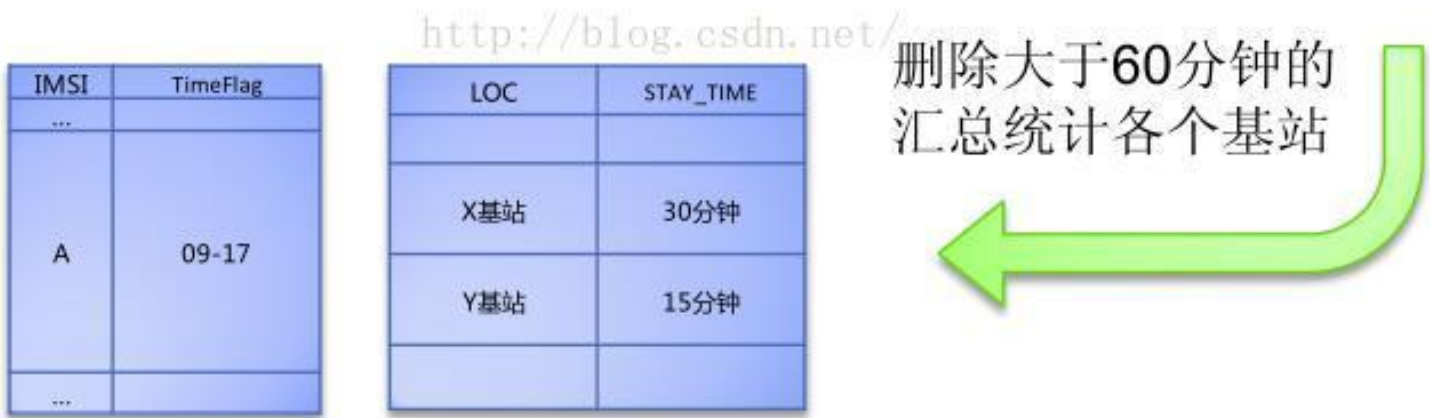 http://blog.csdn.net/
IMSI TimeFlag
...
A 09-17
...
LOC STAY_TIME
X基站 30分钟
Y基站 15分钟
删除大于60分钟的
汇总统计各个基站